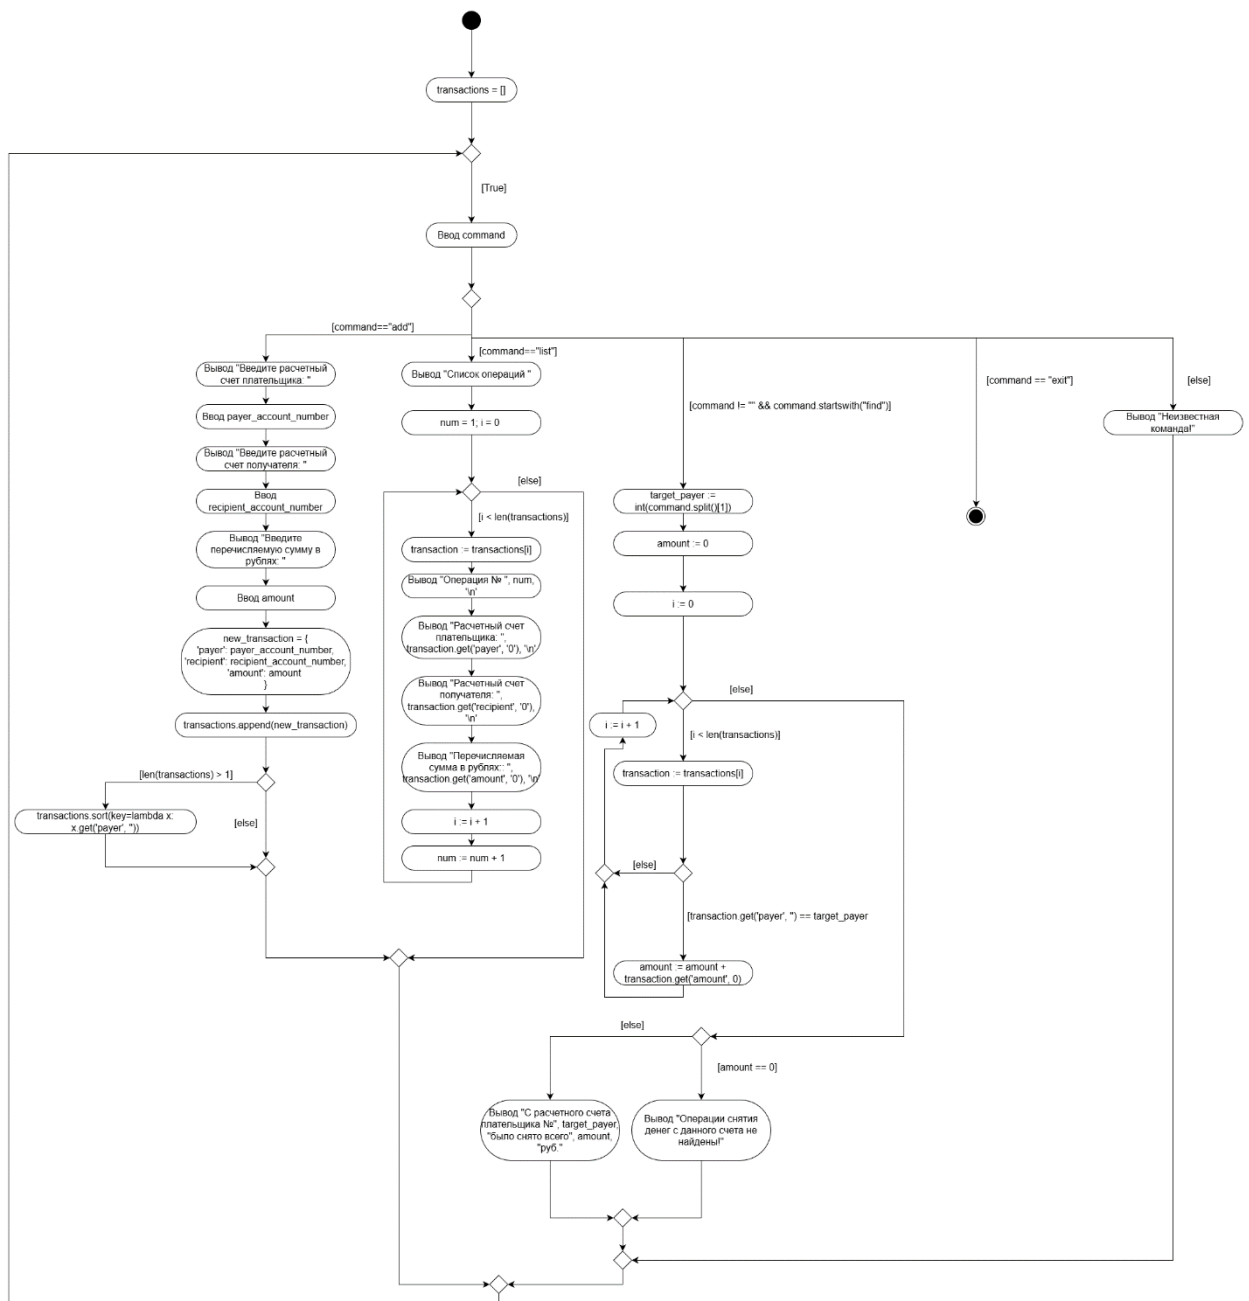 transactions = []
[True]
Ввод command
[command=="add"]
Вывод "Введите расчетный
счет плательщика: "
Ввод payer_account_number
Вывод "Введите расчетный
счет получателя: "
Ввод
recipient_account_number
Вывод "Введите
перечисляемую сумму в
рублях: "
Ввод amount
new_transaction = {
'payer': payer_account_number,
'recipient': recipient_account_number,
'amount': amount
}
transactions.append(new_transaction)
[len(transactions) > 1]
transactions.sort(key=lambda x:
x.get('payer', ''))
[else]
[command=="list"]
Вывод "Список операций "
num = 1; i = 0
[else]
[i < len(transactions)]
transaction := transactions[i]
Вывод "Операция № ", num,
'\n'
Вывод "Расчетный счет
плательщика: ",
transaction.get('payer', '0'), '\n'
Вывод "Расчетный счет
получателя: ",
transaction.get('recipient', '0'),
'\n'
Вывод "Перечисляемая
сумма в рублях:: ",
transaction.get('amount', '0'), '\n'
i := i + 1
num := num + 1
[command != "" && command.startswith("find")]
target_payer :=
int(command.split()[1])
amount := 0
i := 0
[else]
i := i + 1
[i < len(transactions)]
transaction := transactions[i]
[else]
[transaction.get('payer', '') == target_payer
amount := amount +
transaction.get('amount', 0)
[else]
[amount == 0]
Вывод "С расчетного счета
плательщика №", target_payer,
"было снято всего", amount,
"руб."
Вывод "Операции снятия
денег с данного счета не
найдены!"
[command == "exit"]
[else]
Вывод "Неизвестная
команда!"